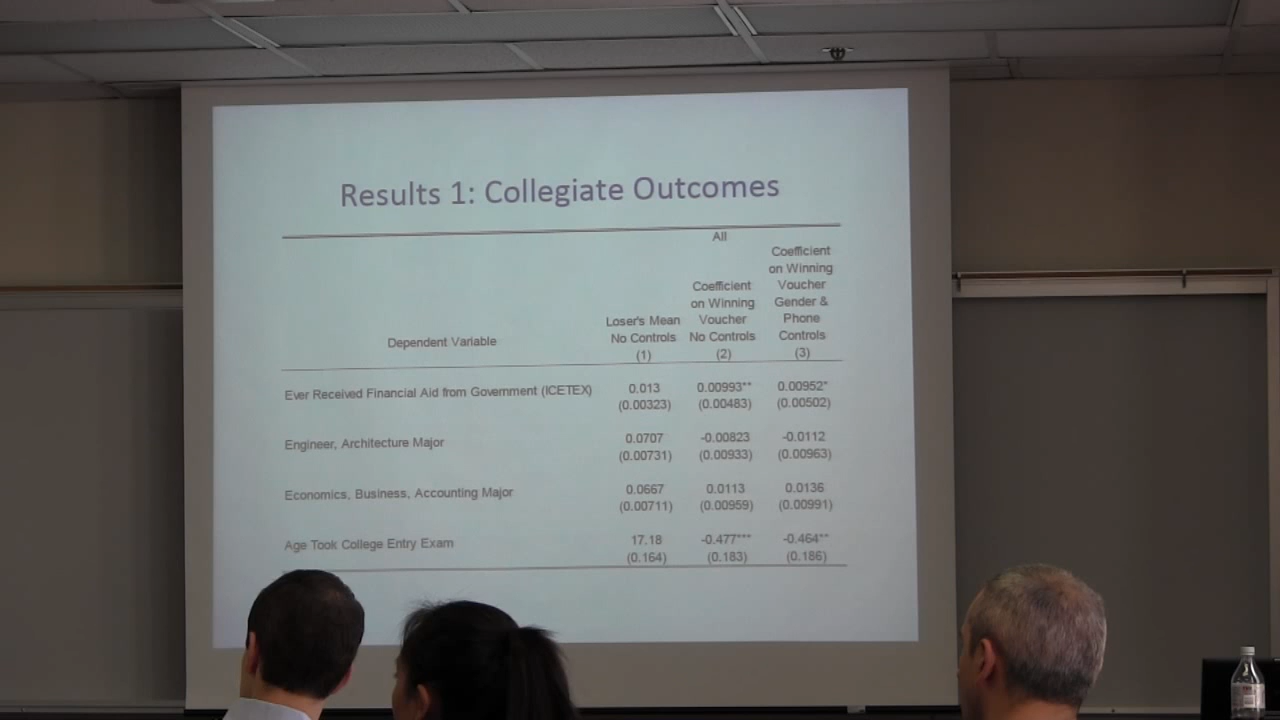 Results 1: Collegiate Outcomes
All
Dependent Variable
Loser's Mean
No Controls
(1)
Coefficient
on Winning
Voucher
No Controls
(2)
Coefficient
on Winning
Voucher
Gender &
Phone
Controls
(3)
Ever Received Financial Aid from Government (ICETEX) 0.013 0.00993** 0.00952*
(0.00323) (0.00483) (0.00502)
Engineer, Architecture Major 0.0707 -0.00823 -0.0112
(0.00731) (0.00933) (0.00963)
Economics, Business, Accounting Major 0.0667 0.0113 0.0136
(0.00711) (0.00959) (0.00991)
Age Took College Entry Exam 17.18 -0.477*** -0.464**
(0.164) (0.183) (0.186)